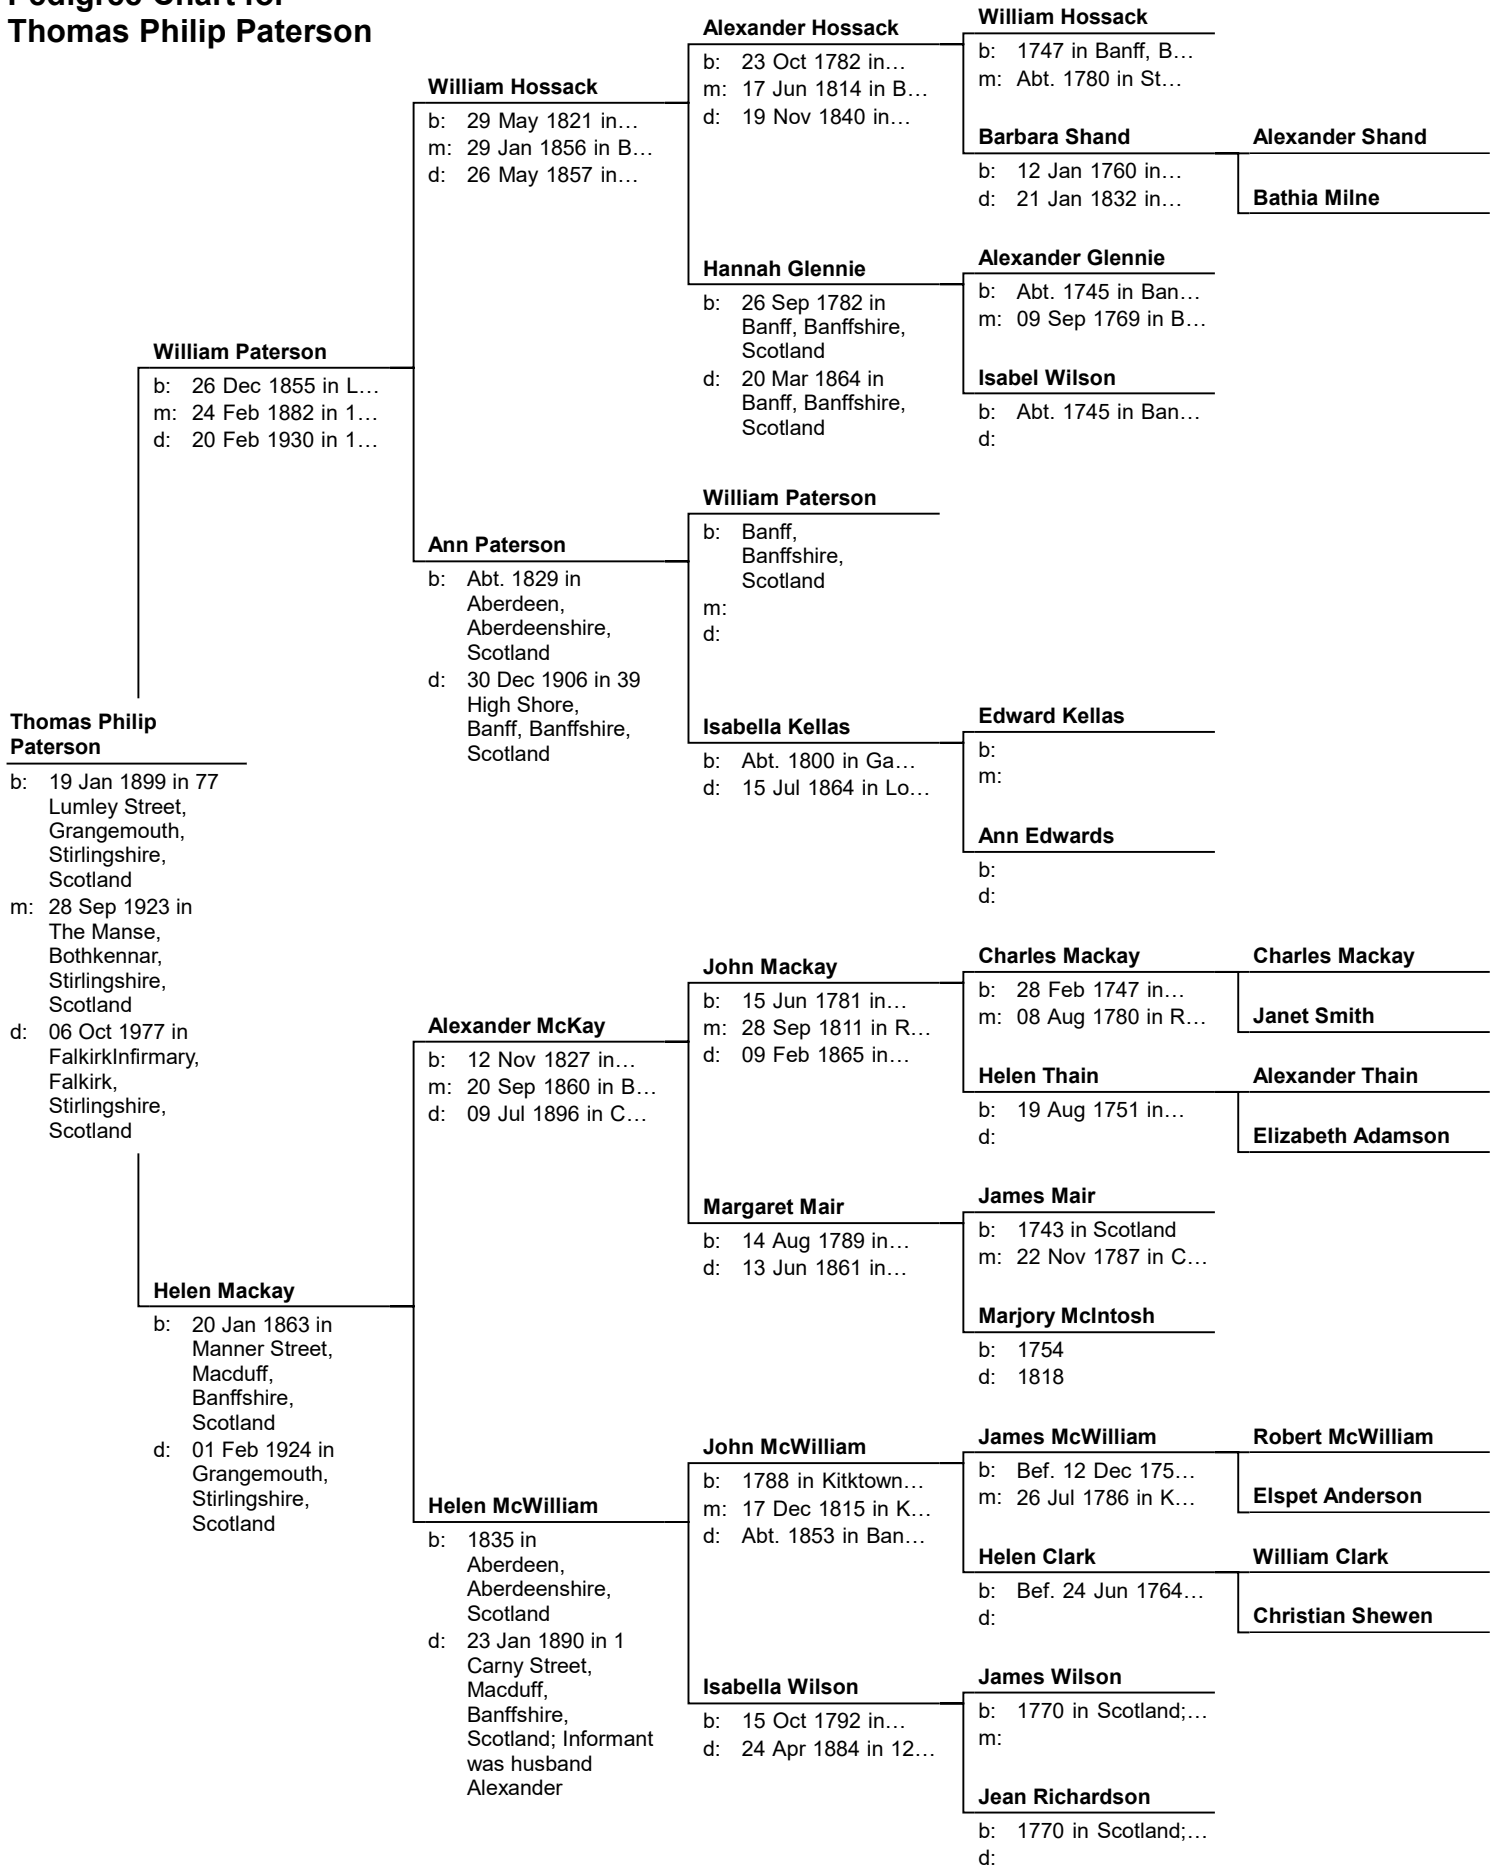 Pedigree Chart for
Thomas Philip Paterson
Thomas Philip
Paterson
b: 19 Jan 1899 in 77
Lumley Street,
Grangemouth,
Stirlingshire,
Scotland
m: 28 Sep 1923 in
The Manse,
Bothkennar,
Stirlingshire,
Scotland
d: 06 Oct 1977 in
FalkirkInfirmary,
Falkirk,
Stirlingshire,
Scotland
William Paterson
b: 26 Dec 1855 in L…
m: 24 Feb 1882 in 1…
d: 20 Feb 1930 in 1…
Helen Mackay
b: 20 Jan 1863 in
Manner Street,
Macduff,
Banffshire,
Scotland
d: 01 Feb 1924 in
Grangemouth,
Stirlingshire,
Scotland
William Hossack
b: 29 May 1821 in…
m: 29 Jan 1856 in B…
d: 26 May 1857 in…
Ann Paterson
b: Abt. 1829 in
Aberdeen,
Aberdeenshire,
Scotland
d: 30 Dec 1906 in 39
High Shore,
Banff, Banffshire,
Scotland
Alexander McKay
b: 12 Nov 1827 in…
m: 20 Sep 1860 in B…
d: 09 Jul 1896 in C…
Helen McWilliam
b: 1835 in
Aberdeen,
Aberdeenshire,
Scotland
d: 23 Jan 1890 in 1
Carny Street,
Macduff,
Banffshire,
Scotland; Informant
was husband
Alexander
Alexander Hossack
b: 23 Oct 1782 in…
m: 17 Jun 1814 in B…
d: 19 Nov 1840 in…
Hannah Glennie
b: 26 Sep 1782 in
Banff, Banffshire,
Scotland
d: 20 Mar 1864 in
Banff, Banffshire,
Scotland
William Paterson
b: Banff,
Banffshire,
Scotland
m:
d:
Isabella Kellas
b: Abt. 1800 in Ga…
d: 15 Jul 1864 in Lo…
John Mackay
b: 15 Jun 1781 in…
m: 28 Sep 1811 in R…
d: 09 Feb 1865 in…
Margaret Mair
b: 14 Aug 1789 in…
d: 13 Jun 1861 in…
John McWilliam
b: 1788 in Kitktown…
m: 17 Dec 1815 in K…
d: Abt. 1853 in Ban…
Isabella Wilson
b: 15 Oct 1792 in…
d: 24 Apr 1884 in 12…
William Hossack
b: 1747 in Banff, B…
m: Abt. 1780 in St…
Barbara Shand
b: 12 Jan 1760 in…
d: 21 Jan 1832 in…
Alexander Glennie
b: Abt. 1745 in Ban…
m: 09 Sep 1769 in B…
Isabel Wilson
b: Abt. 1745 in Ban…
d:
Edward Kellas
b:
m:
Ann Edwards
b:
d:
Charles Mackay
b: 28 Feb 1747 in…
m: 08 Aug 1780 in R…
Helen Thain
b: 19 Aug 1751 in…
d:
James Mair
b: 1743 in Scotland
m: 22 Nov 1787 in C…
Marjory McIntosh
b: 1754
d: 1818
James McWilliam
b: Bef. 12 Dec 175…
m: 26 Jul 1786 in K…
Helen Clark
b: Bef. 24 Jun 1764…
d:
James Wilson
b: 1770 in Scotland;…
m:
Jean Richardson
b: 1770 in Scotland;…
d:
Alexander Shand
Bathia Milne
Charles Mackay
Janet Smith
Alexander Thain
Elizabeth Adamson
Robert McWilliam
Elspet Anderson
William Clark
Christian Shewen